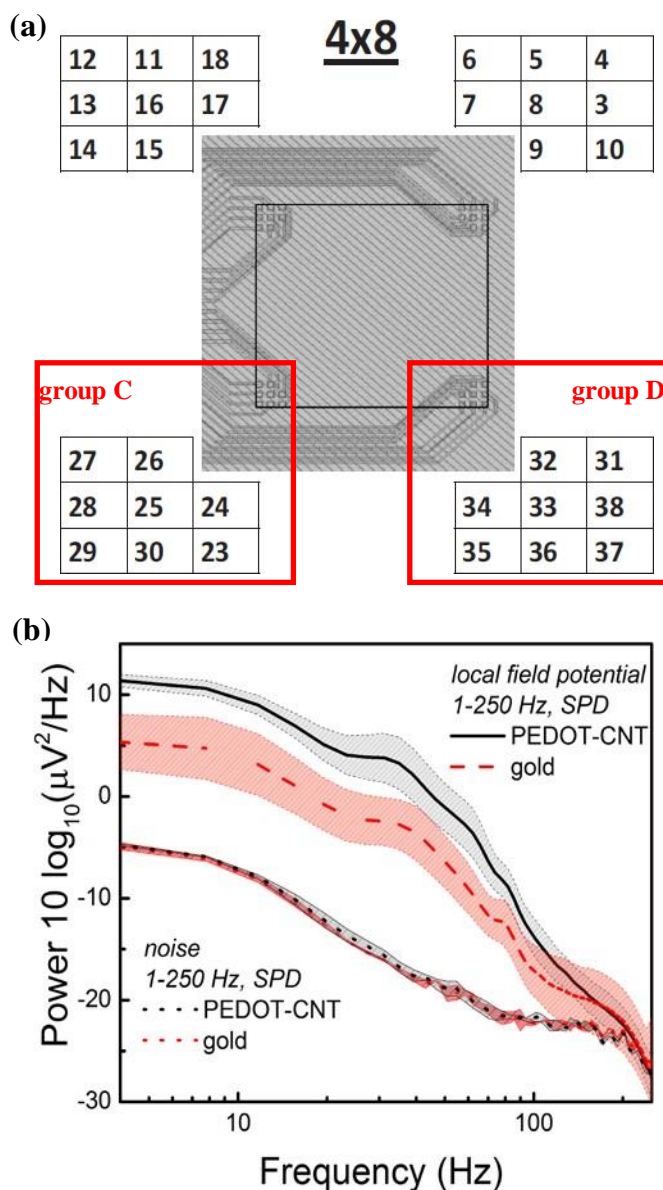 (a)
4x8
12 11 18
13 16 17
14 15
6 5 4
7 8 3
9 10
group C
27 26
28 25 24
29 30 23
group D
32 31
34 33 38
35 36 37
(b)
Power 10 log10(μV²/Hz)
10
0
-10
-20
-30
local field potential
1-250 Hz, SPD
PEDOT-CNT
gold
noise
1-250 Hz, SPD
PEDOT-CNT
gold
10 100
Frequency (Hz)